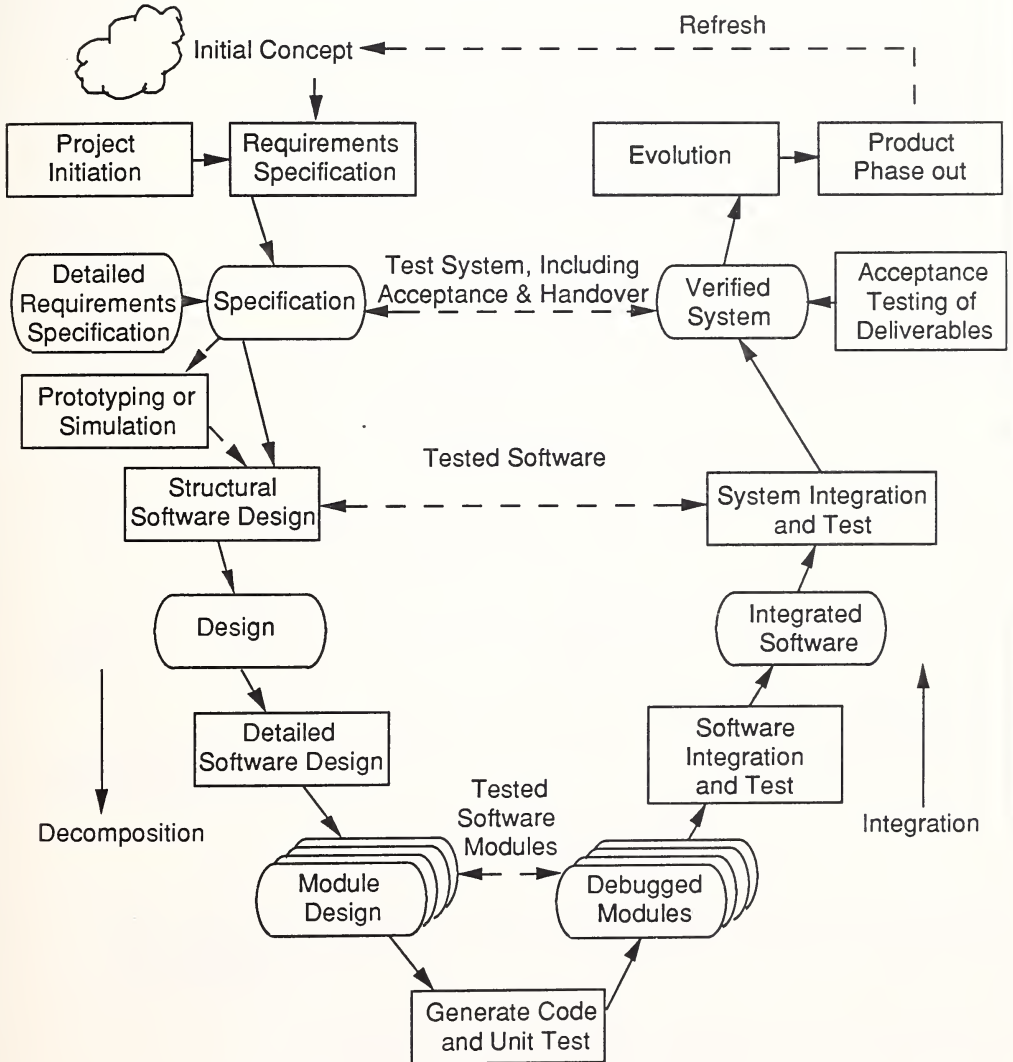 Refresh
Initial Concept
Project
Initiation
Requirements
Specification
Evolution
Product
Phase out
Detailed
Requirements
Specification
Specification
Test System, Including
Acceptance & Handover
Verified
System
Acceptance
Testing of
Deliverables
Prototyping or
Simulation
Tested Software
Structural
Software Design
System Integration
and Test
Design
Integrated
Software
Detailed
Software Design
Software
Integration
and Test
Decomposition
Tested
Software
Modules
Integration
Module
Design
Debugged
Modules
Generate Code
and Unit Test